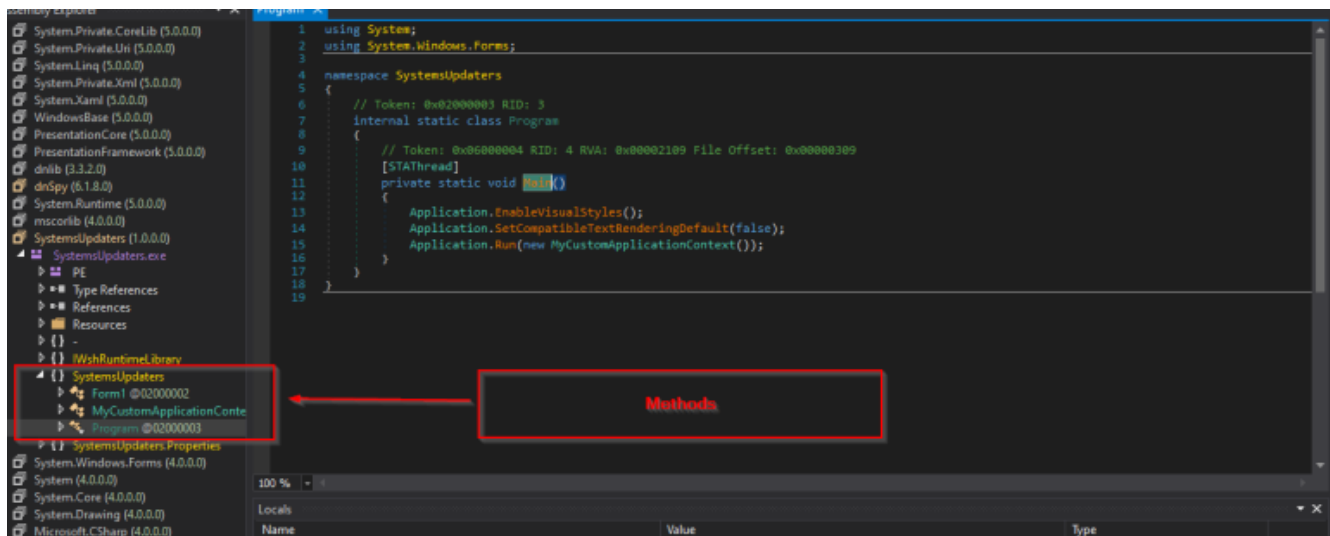 Assembly Explorer
System.Private.CoreLib (5.0.0.0)
System.Private.Uri (5.0.0.0)
System.Linq (5.0.0.0)
System.Private.Xml (5.0.0.0)
System.Xaml (5.0.0.0)
WindowsBase (5.0.0.0)
PresentationCore (5.0.0.0)
PresentationFramework (5.0.0.0)
dnlib (3.3.2.0)
dnSpy (6.1.8.0)
System.Runtime (5.0.0.0)
mscorlib (4.0.0.0)
SystemsUpdaters (1.0.0.0)
SystemsUpdaters.exe
PE
Type References
References
Resources
{} -
{} IWshRuntimeLibrary
{} SystemsUpdaters
Form1 @02000002
MyCustomApplicationConte
Program @02000003
{} SystemsUpdaters.Properties
System.Windows.Forms (4.0.0.0)
System (4.0.0.0)
System.Core (4.0.0.0)
System.Drawing (4.0.0.0)
Microsoft.CSharp (4.0.0.0)
Program
1 using System;
2 using System.Windows.Forms;
3
4 namespace SystemsUpdaters
5 {
6 // Token: 0x02000003 RID: 3
7 internal static class Program
8 {
9 // Token: 0x06000004 RID: 4 RVA: 0x00002109 File Offset: 0x00000309
10 [STAThread]
11 private static void Main()
12 {
13 Application.EnableVisualStyles();
14 Application.SetCompatibleTextRenderingDefault(false);
15 Application.Run(new MyCustomApplicationContext());
16 }
17 }
18 }
19
Methods
100 %
Locals
Name Value Type